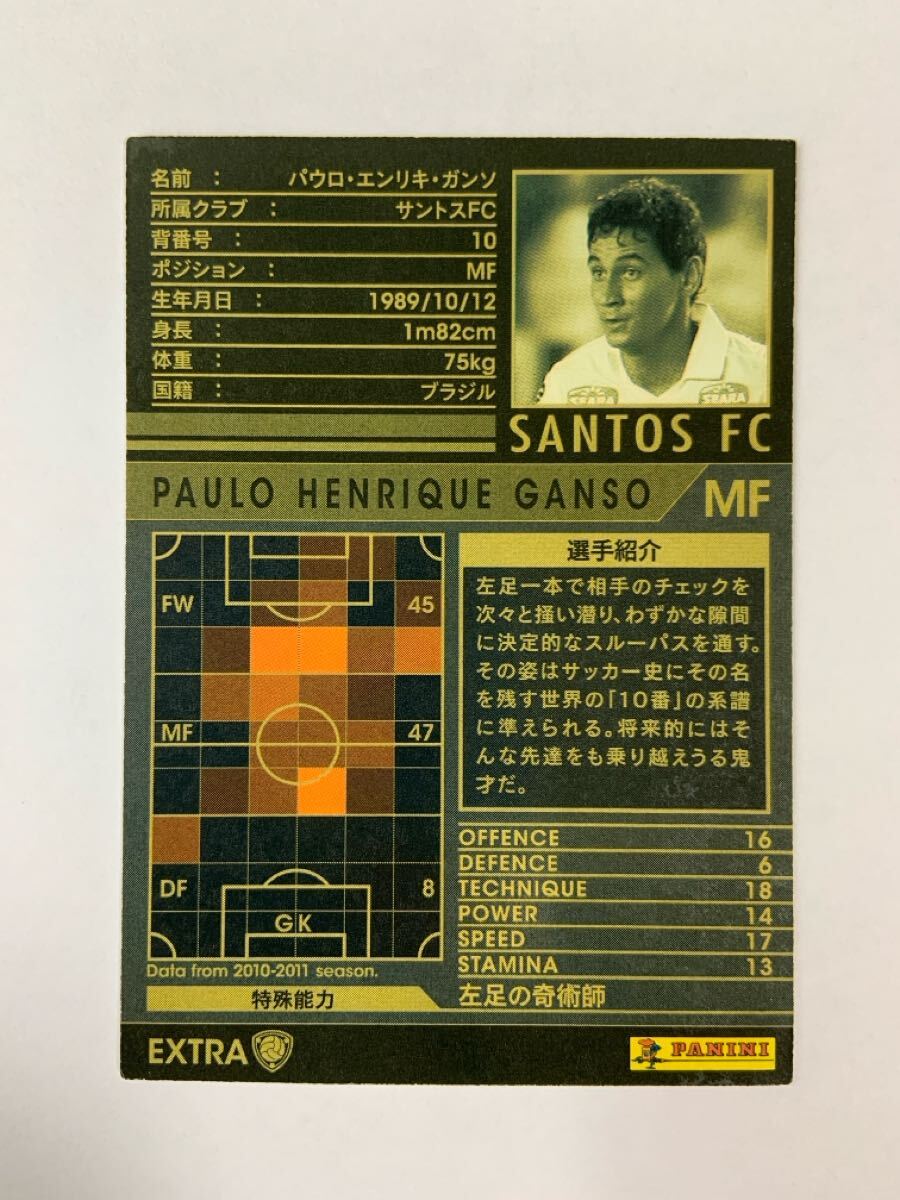 名前 : パウロ・エンリキ・ガンソ
所属クラブ : サントスFC
背番号 : 10
ポジション : MF
生年月日 : 1989/10/12
身長 : 1m82cm
体重 : 75kg
国籍 : ブラジル
SANTOS FC
PAULO HENRIQUE GANSO MF
FW 45
MF 47
DF 8
GK
Data from 2010-2011 season.
選手紹介
左足一本で相手のチェックを
次々と掻い潜り、わずかな隙間
に決定的なスルーパスを通す。
その姿はサッカー史にその名
を残す世界の「10番」の系譜
に準えられる。将来的にはそ
んな先達をも乗り越えうる鬼
才だ。
OFFENCE 16
DEFENCE 6
TECHNIQUE 18
POWER 14
SPEED 17
STAMINA 13
特殊能力 左足の奇術師
EXTRA
PANINI